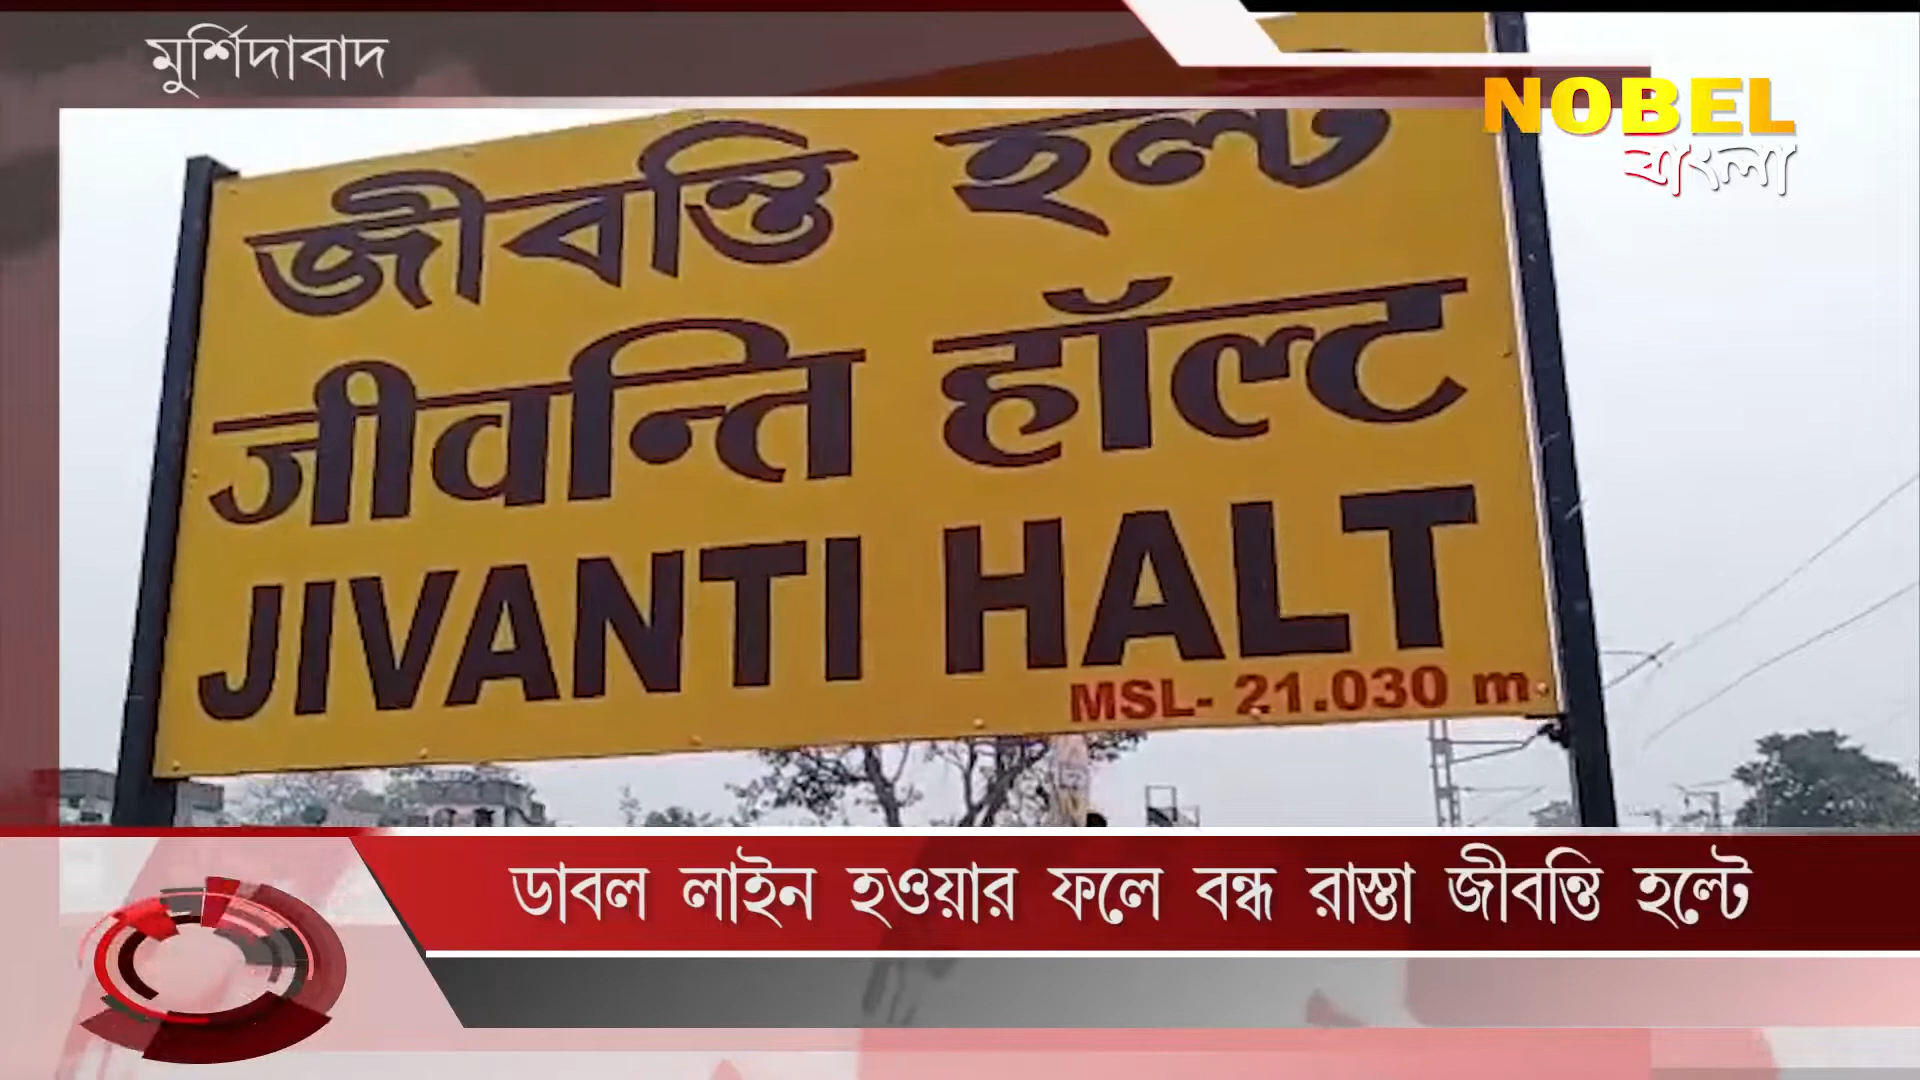 মুর্শিদাবাদ
NOBEL
বাংলা
জীবন্তি হল্ট
जीवन्ति हॉल्ट
JIVANTI HALT
MSL- 21.030 m
ডাবল লাইন হওয়ার ফলে বন্ধ রাস্তা জীবন্তি হল্টে